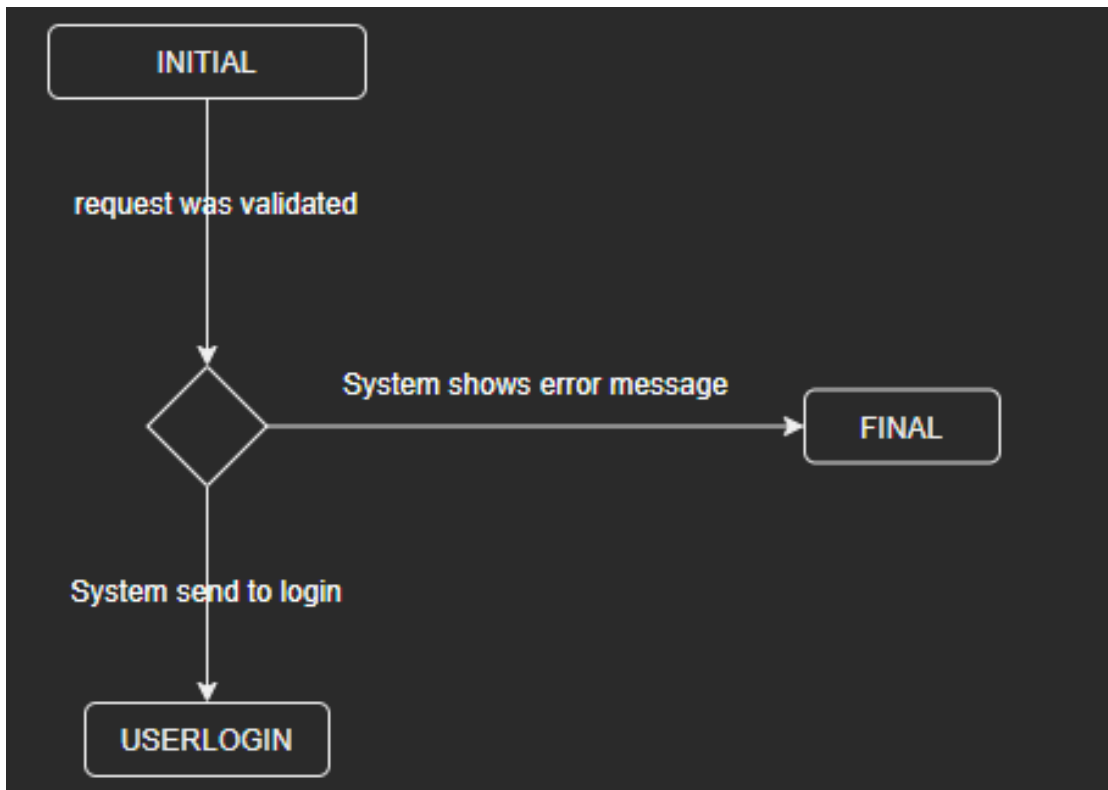 INITIAL
request was validated
System shows error message
FINAL
System send to login
USERLOGIN